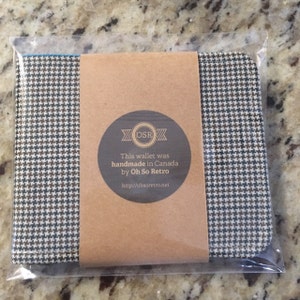 OSR
This wallet was
handmade in Canada
by Oh So Retro